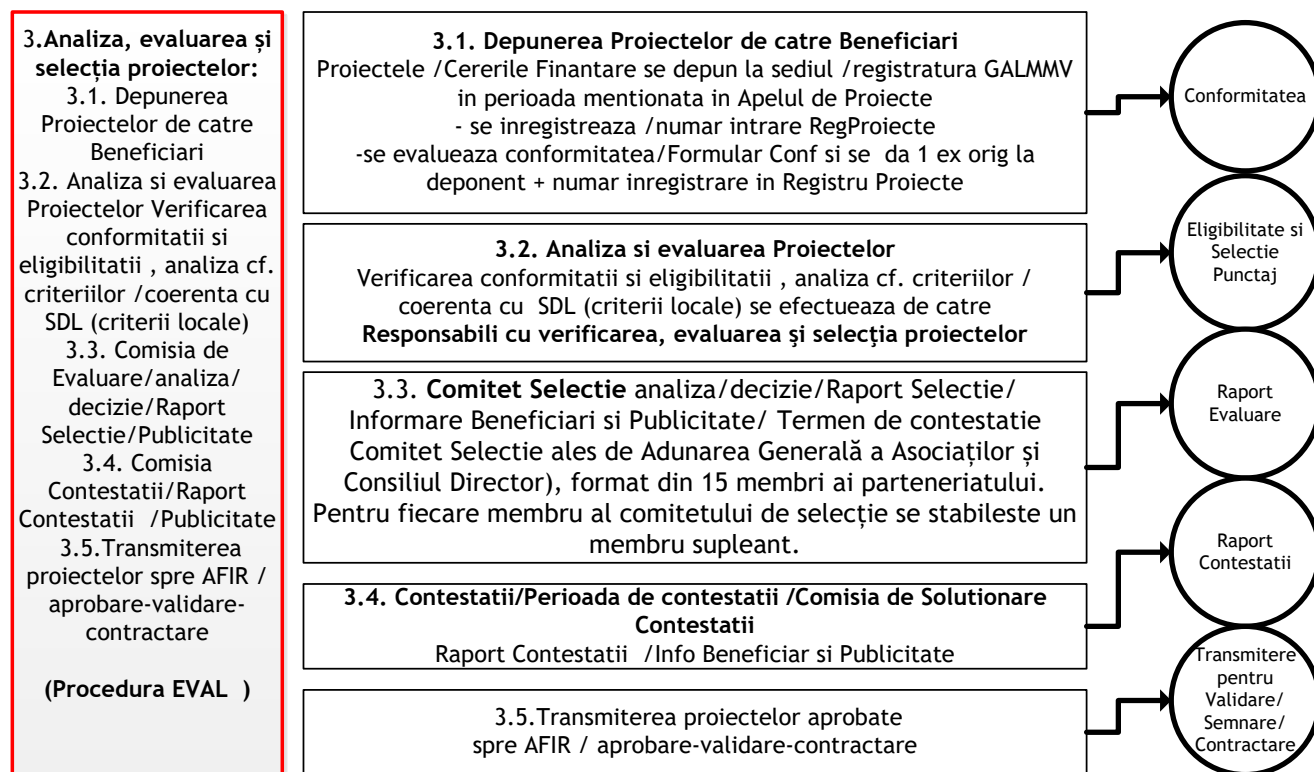 3.Analiza, evaluarea și
selecția proiectelor:
3.1. Depunerea
Proiectelor de catre
Beneficiari
3.2. Analiza si evaluarea
Proiectelor Verificarea
conformitatii si
eligibilitatii , analiza cf.
criteriilor /coerenta cu
SDL (criterii locale)
3.3. Comisia de
Evaluare/analiza/
decizie/Raport
Selectie/Publicitate
3.4. Comisia
Contestatii/Raport
Contestatii /Publicitate
3.5.Transmiterea
proiectelor spre AFIR /
aprobare-validare-
contractare
(Procedura EVAL )
3.1. Depunerea Proiectelor de catre Beneficiari
Proiectele /Cererile Finantare se depun la sediul /registratura GALMMV
in perioada mentionata in Apelul de Proiecte
- se inregistreaza /numar intrare RegProiecte
-se evalueaza conformitatea/Formular Conf si se da 1 ex orig la
deponent + numar inregistrare in Registru Proiecte
Conformitatea
3.2. Analiza si evaluarea Proiectelor
Verificarea conformitatii si eligibilitatii , analiza cf. criteriilor /
coerenta cu SDL (criterii locale) se efectueaza de catre
Responsabili cu verificarea, evaluarea și selecția proiectelor
Eligibilitate si
Selectie
Punctaj
3.3. Comitet Selectie analiza/decizie/Raport Selectie/
Informare Beneficiari si Publicitate/ Termen de contestatie
Comitet Selectie ales de Adunarea Generală a Asociaților și
Consiliul Director), format din 15 membri ai parteneriatului.
Pentru fiecare membru al comitetului de selecție se stabileste un
membru supleant.
Raport
Evaluare
3.4. Contestatii/Perioada de contestatii /Comisia de Solutionare
Contestatii
Raport Contestatii /Info Beneficiar si Publicitate
Raport
Contestatii
3.5.Transmiterea proiectelor aprobate
spre AFIR / aprobare-validare-contractare
Transmitere
pentru
Validare/
Semnare/
Contractare